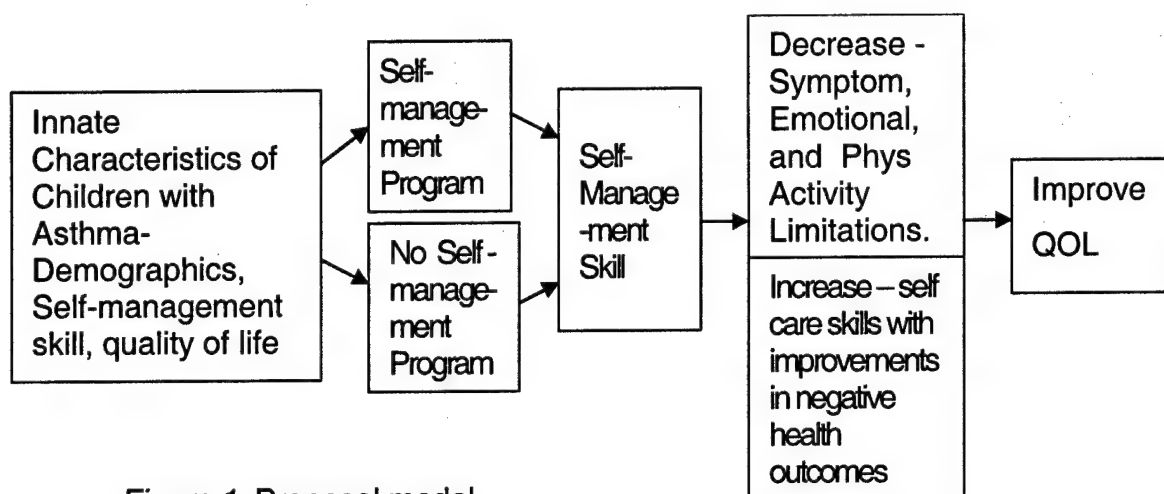 Innate
Characteristics of
Children with
Asthma-
Demographics,
Self-management
skill, quality of life
Self-
manage-
ment
Program
No Self-
manage-
ment
Program
Self-
Manage
-ment
Skill
Decrease -
Symptom,
Emotional,
and Phys
Activity
Limitations.
Increase – self
care skills with
improvements
in negative
health
outcomes
Improve
QOL
Figure 1. Proposal model